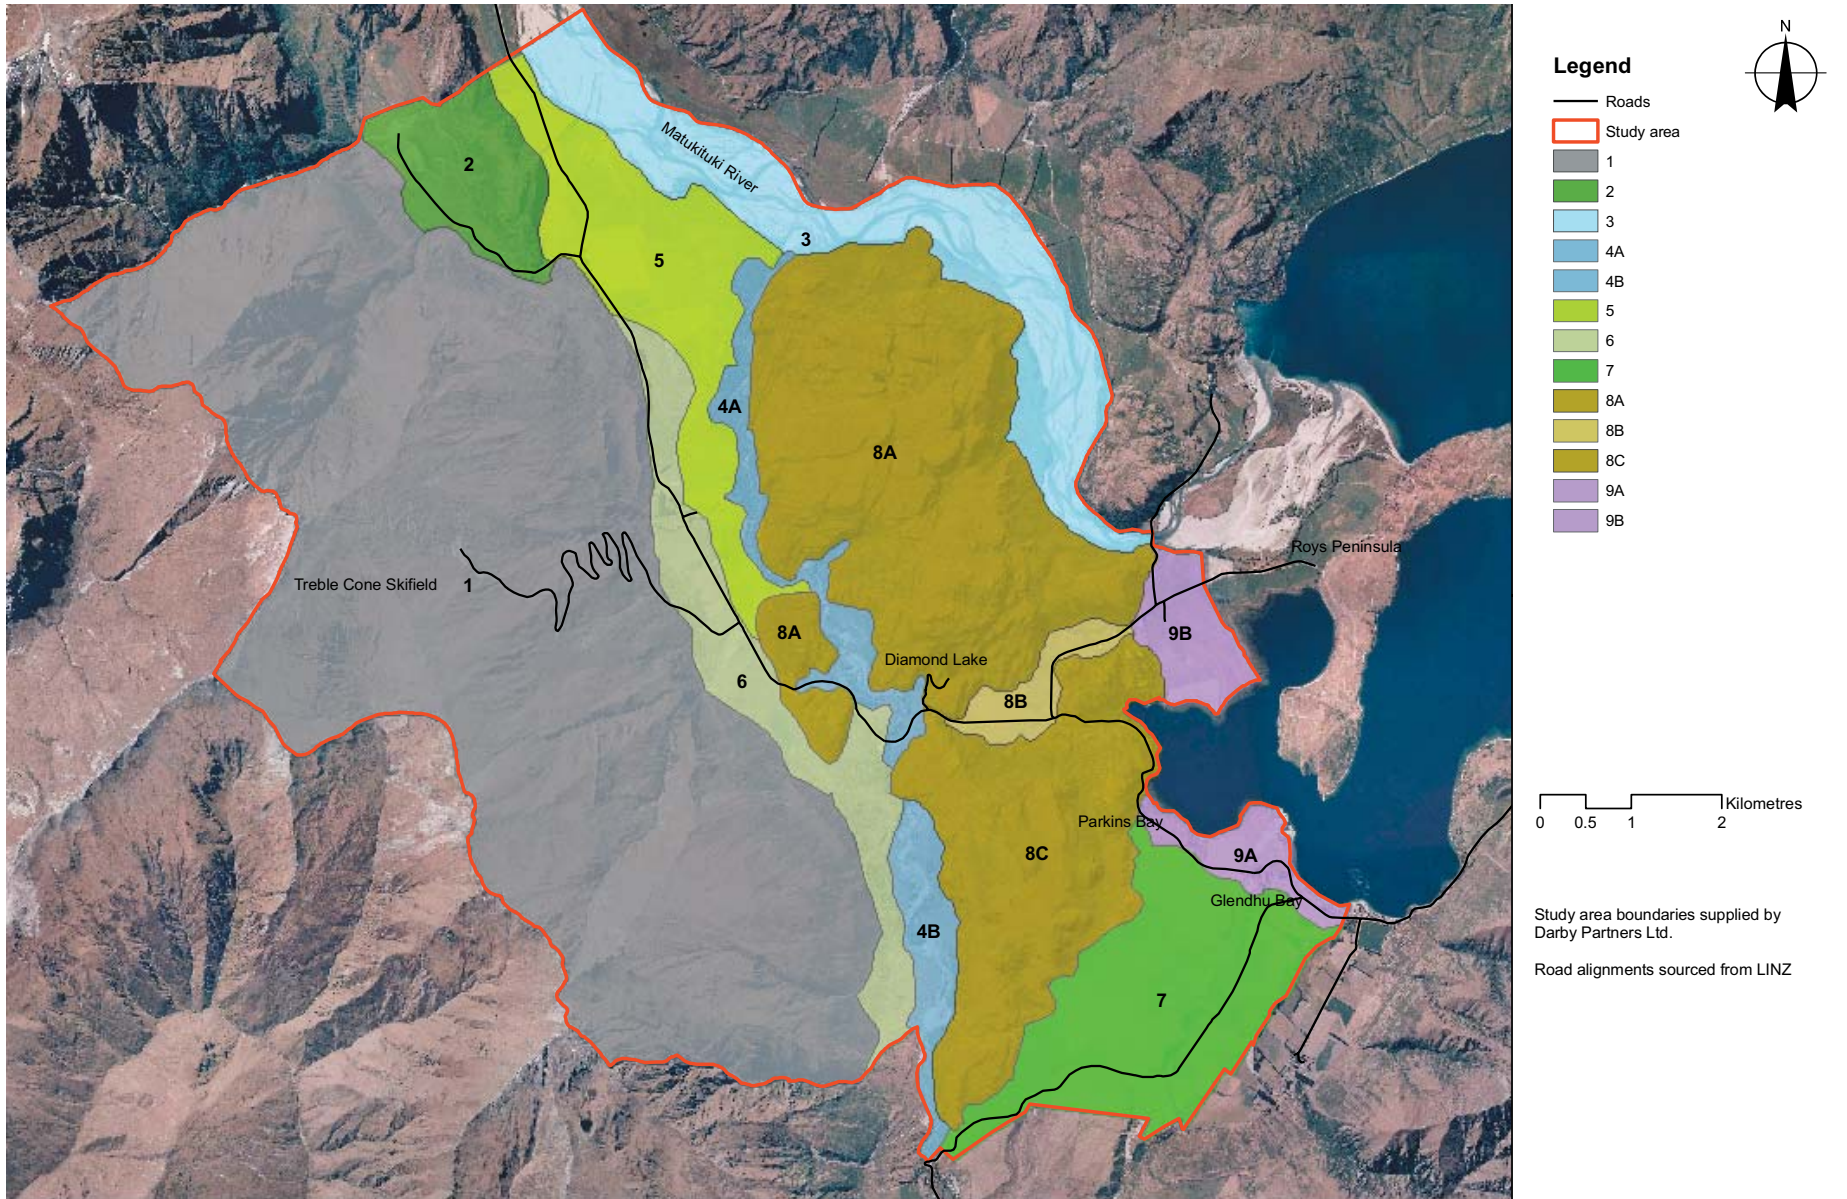 N
Legend
Roads
Study area
1
2
3
4A
4B
5
6
7
8A
8B
8C
9A
9B
Kilometres
0 0.5 1 2
Study area boundaries supplied by
Darby Partners Ltd.
Road alignments sourced from LINZ
Matukituki River
2
3
5
4A
8A
Roys Peninsula
Treble Cone Skifield 1
8A
9B
Diamond Lake
6
8B
Parkins Bay
8C
9A
Glendhu Bay
4B
7